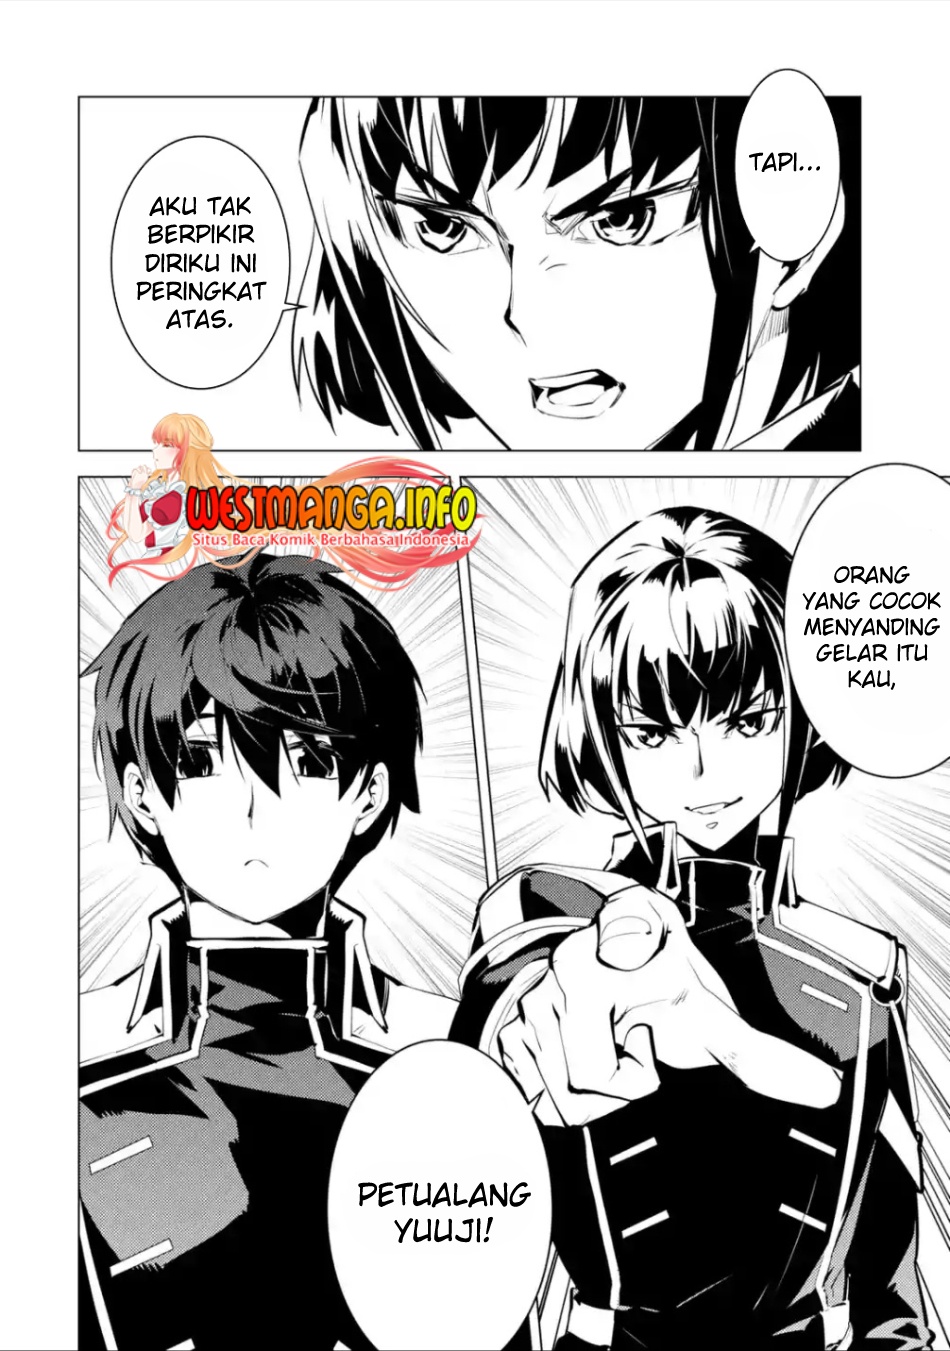 TAPI...
AKU TAK
BERPIKIR
DIRIKU INI
PERINGKAT
ATAS.
WESTMANGA.INFO
Situs Baca Komik Berbahasa Indonesia
ORANG
YANG COCOK
MENYANDING
GELAR ITU
KAU,
PETUALANG
YUUJI!